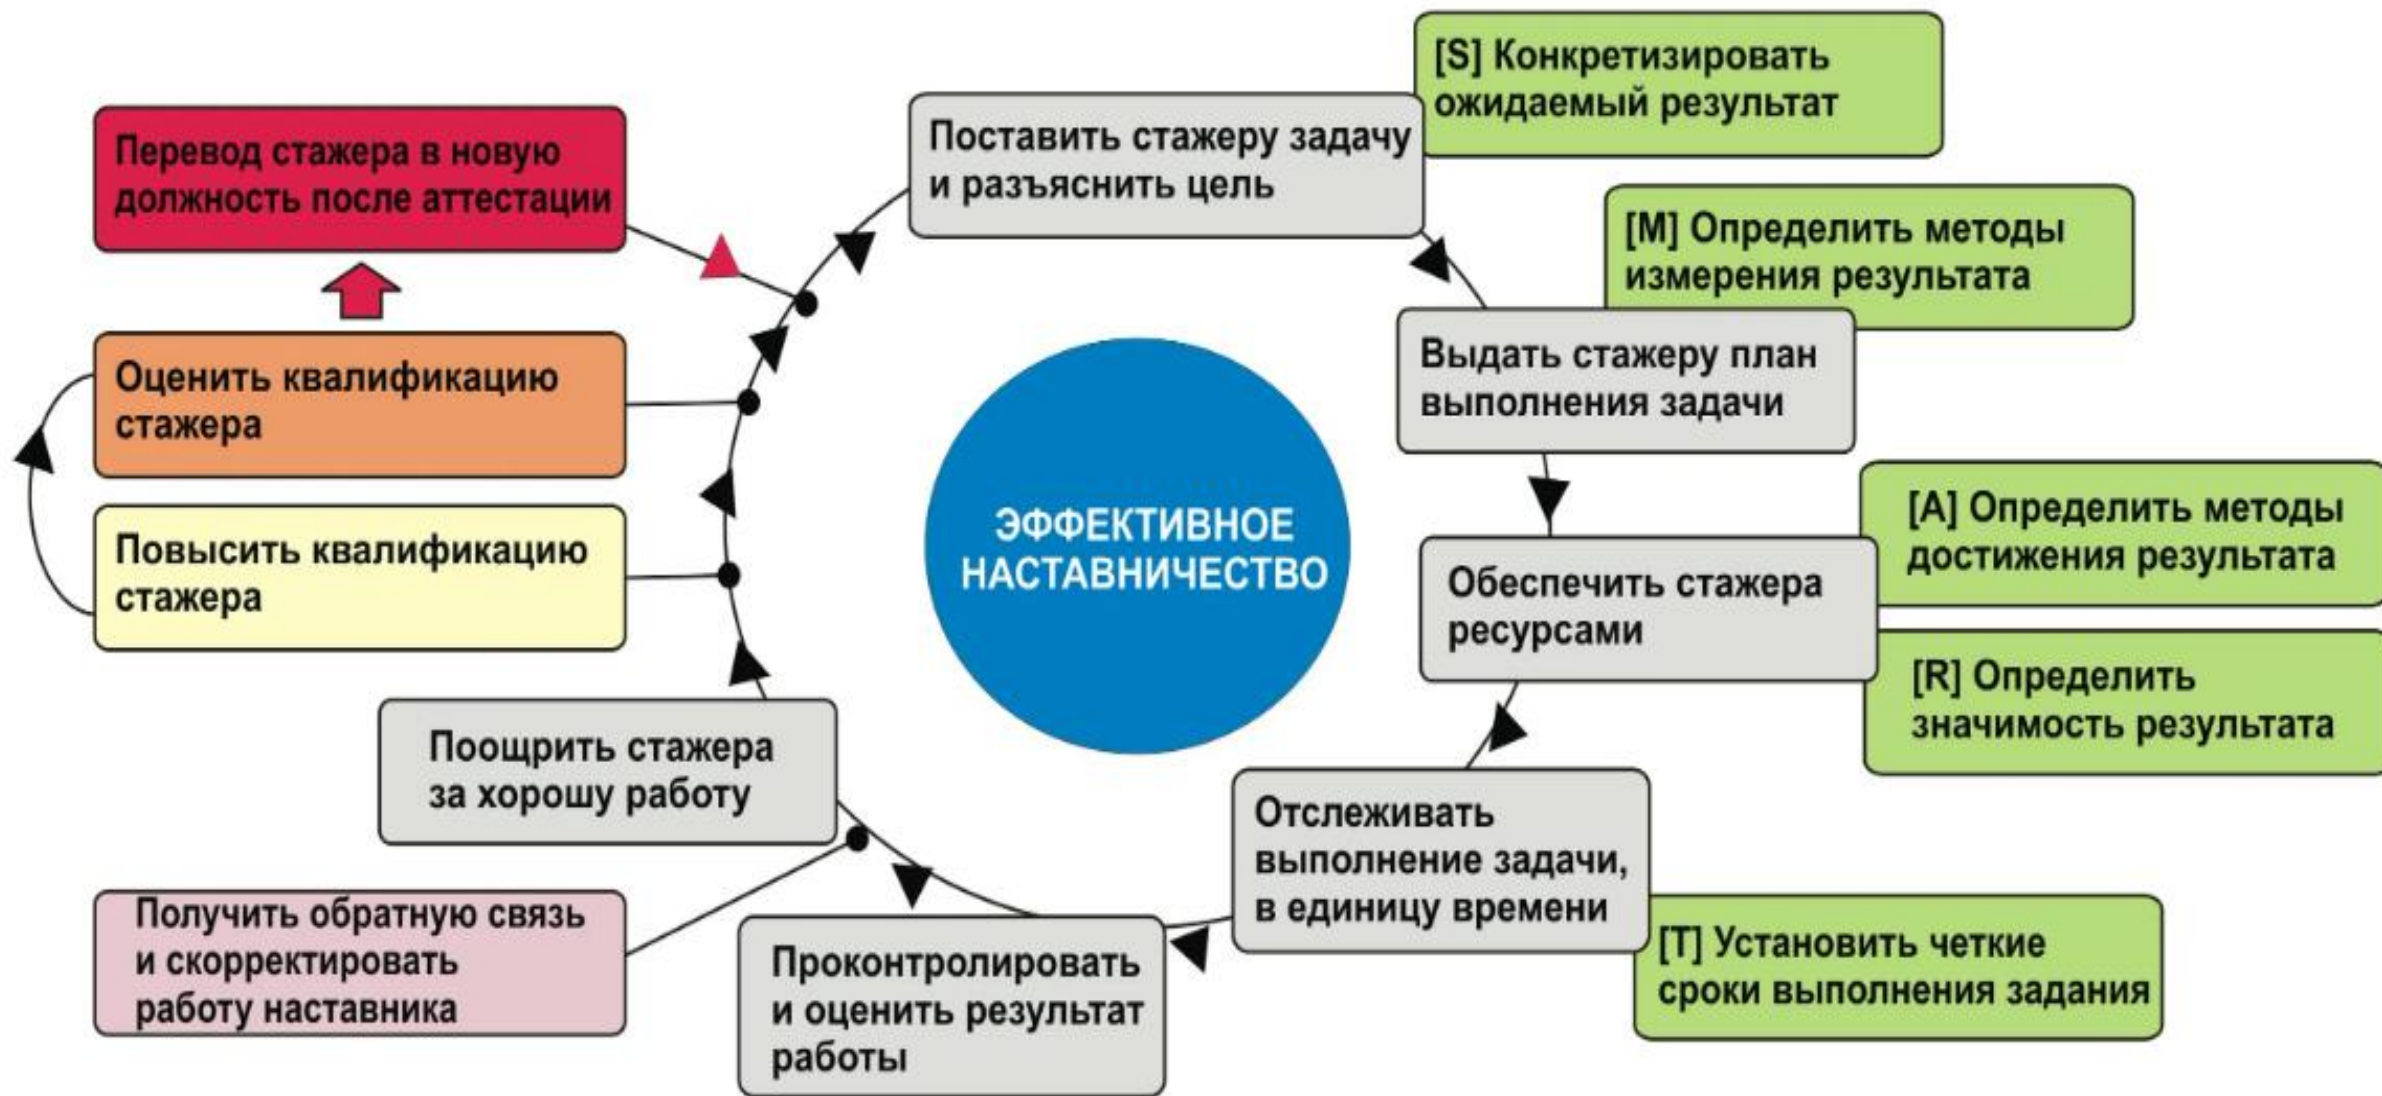 [S] Конкретизировать
ожидаемый результат
Поставить стажеру задачу
и разъяснить цель
Перевод стажера в новую
должность после аттестации
[M] Определить методы
измерения результата
Выдать стажеру план
выполнения задачи
Оценить квалификацию
стажера
[A] Определить методы
достижения результата
ЭФФЕКТИВНОЕ
НАСТАВНИЧЕСТВО
Обеспечить стажера
ресурсами
Повысить квалификацию
стажера
[R] Определить
значимость результата
Поощрить стажера
за хорошу работу
Отслеживать
выполнение задачи,
в единицу времени
Получить обратную связь
и скорректировать
работу наставника
Проконтролировать
и оценить результат
работы
[T] Установить четкие
сроки выполнения задания